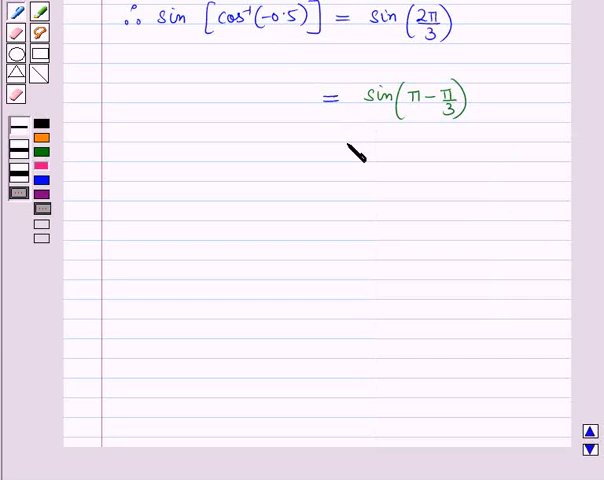 ∴ sin [cos⁻¹(-0.5)] = sin(2π/3)
= sin(π - π/3)